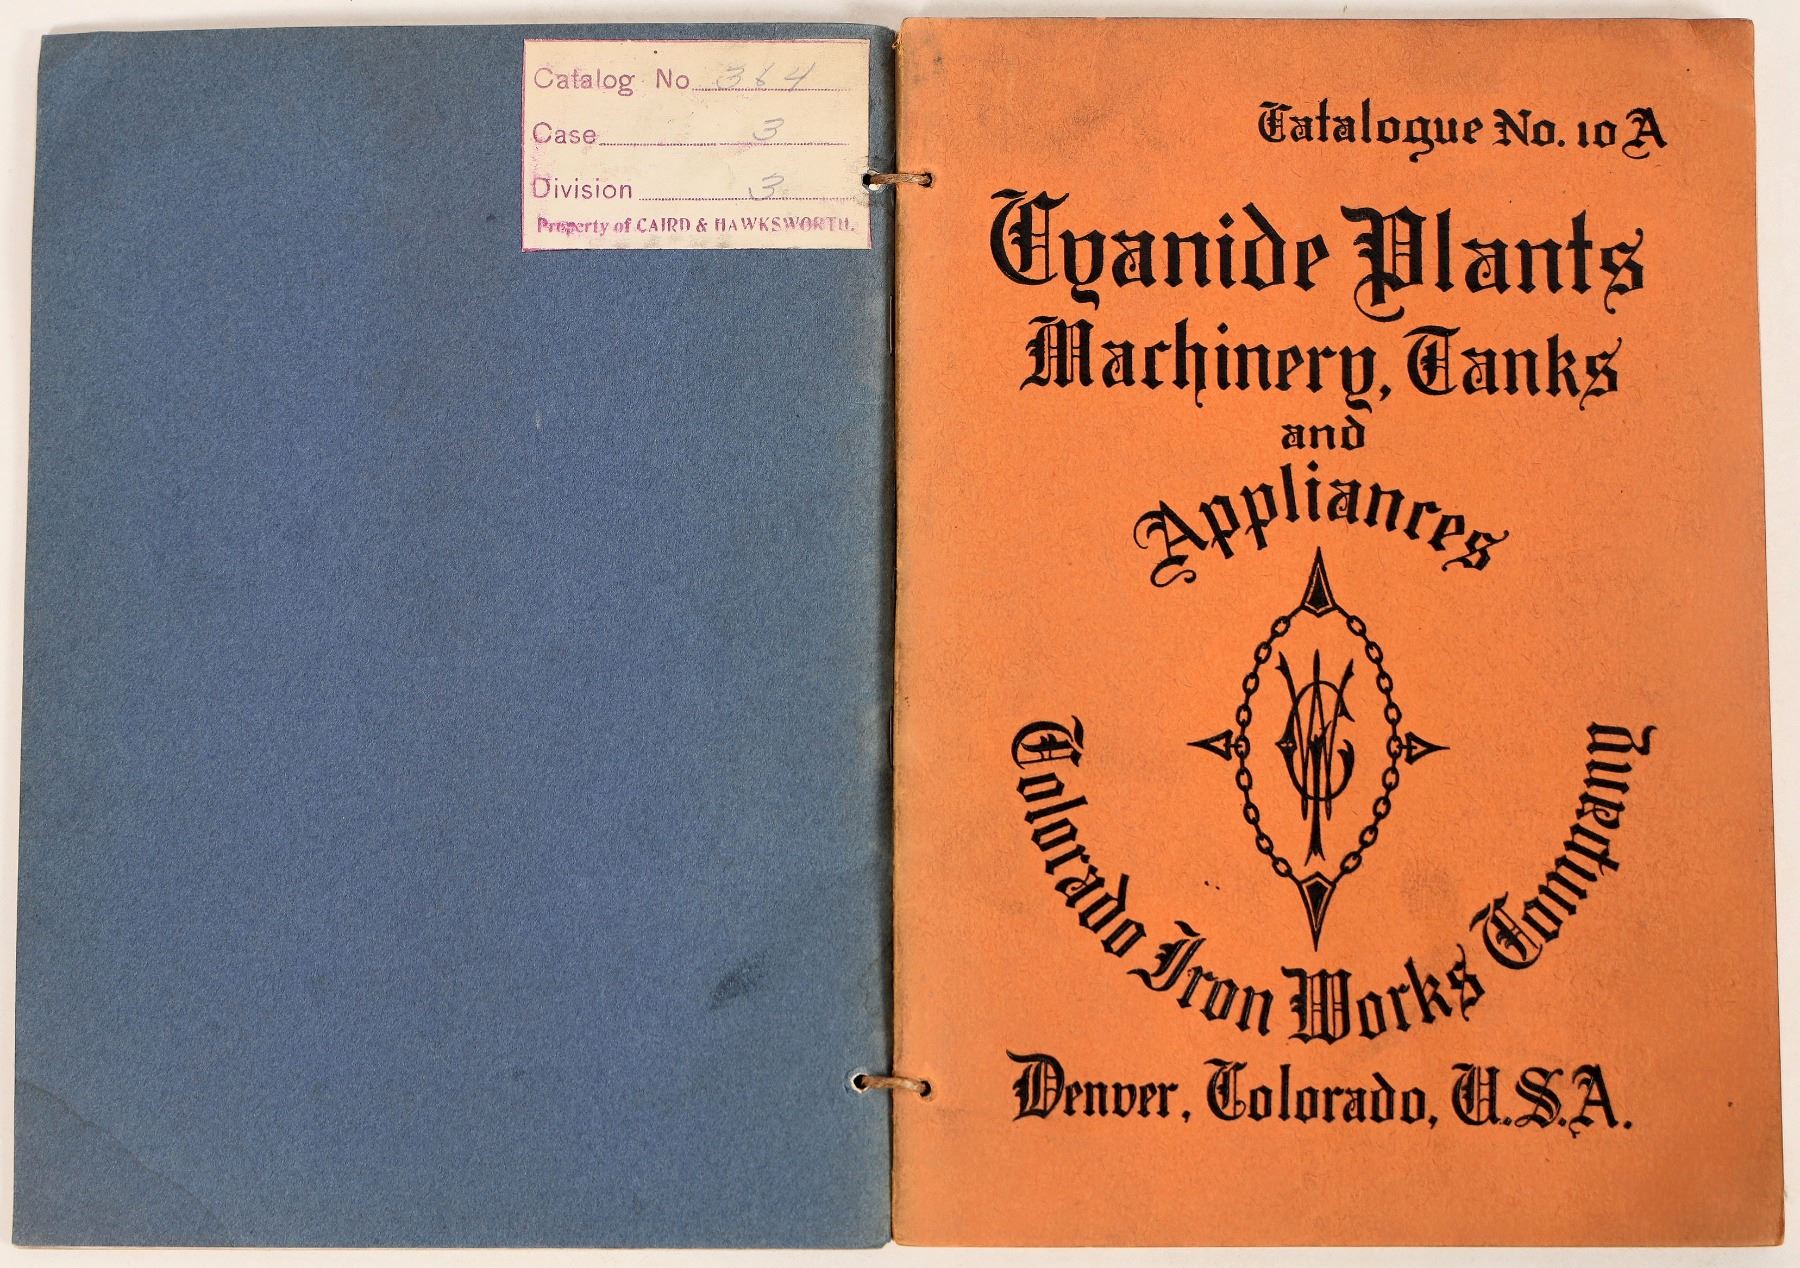 Catalog No 364
Case 3
Division 3
Property of CAIRD & HAWKSWORTH.
Catalogue No. 10 A
Cyanide Plants
Machinery, Tanks
and
Appliances
Colorado Iron Works Company
Denver, Colorado, U.S.A.